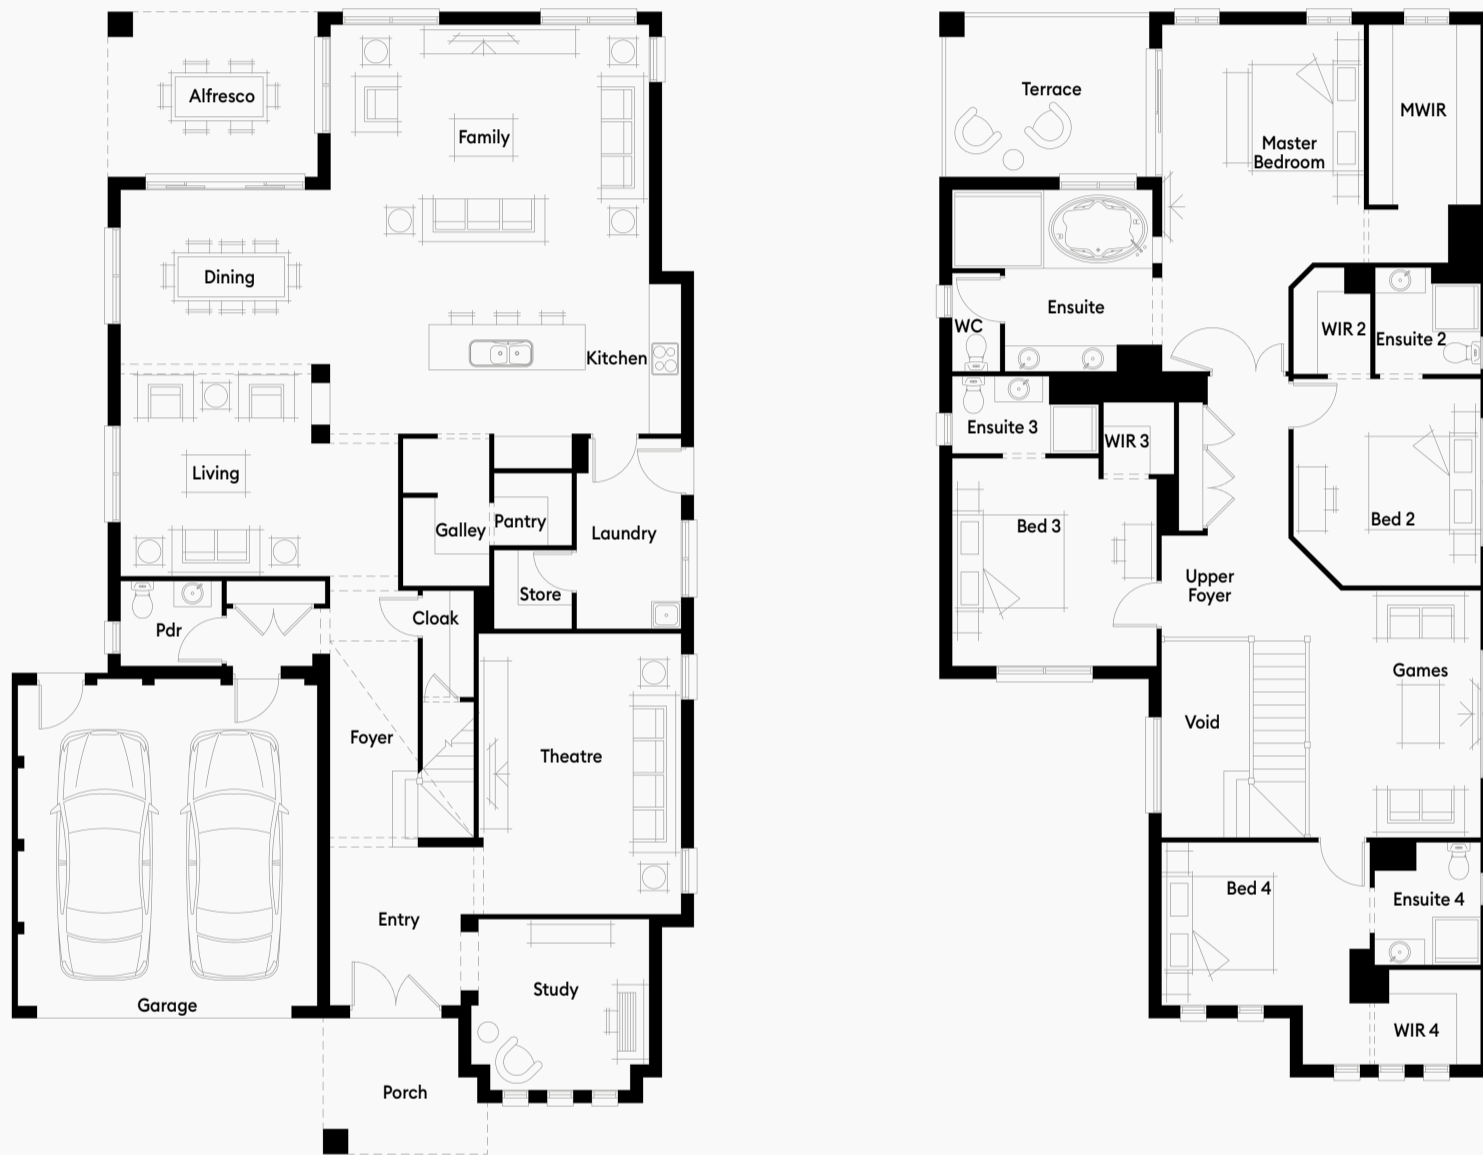 Alfresco
Family
Dining
Kitchen
Living
Galley
Pantry
Laundry
Store
Cloak
Pdr
Foyer
Theatre
Entry
Study
Garage
Porch
Terrace
Master
Bedroom
MWIR
Ensuite
WC
WIR 2
Ensuite 2
Ensuite 3
WIR 3
Bed 3
Bed 2
Upper
Foyer
Games
Void
Bed 4
Ensuite 4
WIR 4